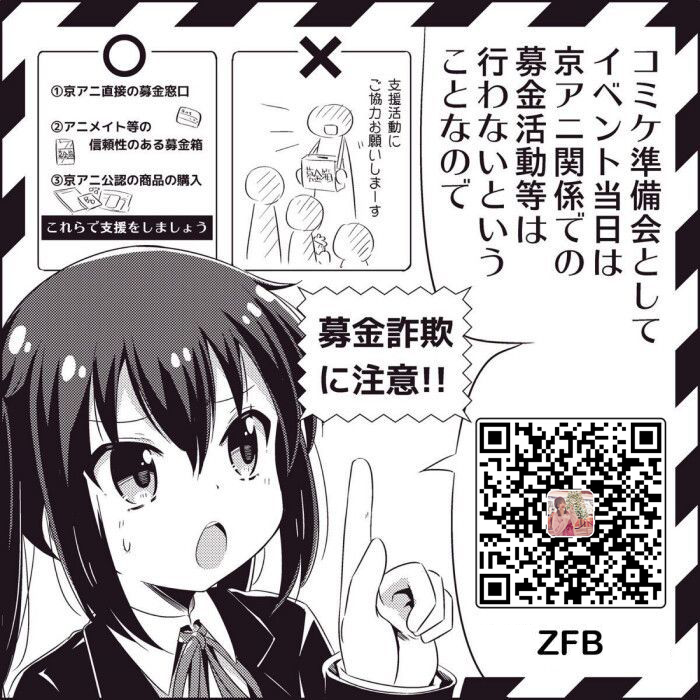 コミケ準備会として
イベント当日は
京アニ関係での
募金活動等は
行わないという
ことなので
支援活動に
ご協力お願いしまーす
募金箱
①京アニ直接の募金窓口
②アニメイト等の
信頼性のある募金箱
③京アニ公認の商品の購入
これらで支援をしましょう
募金詐欺
に注意!!
ZFB